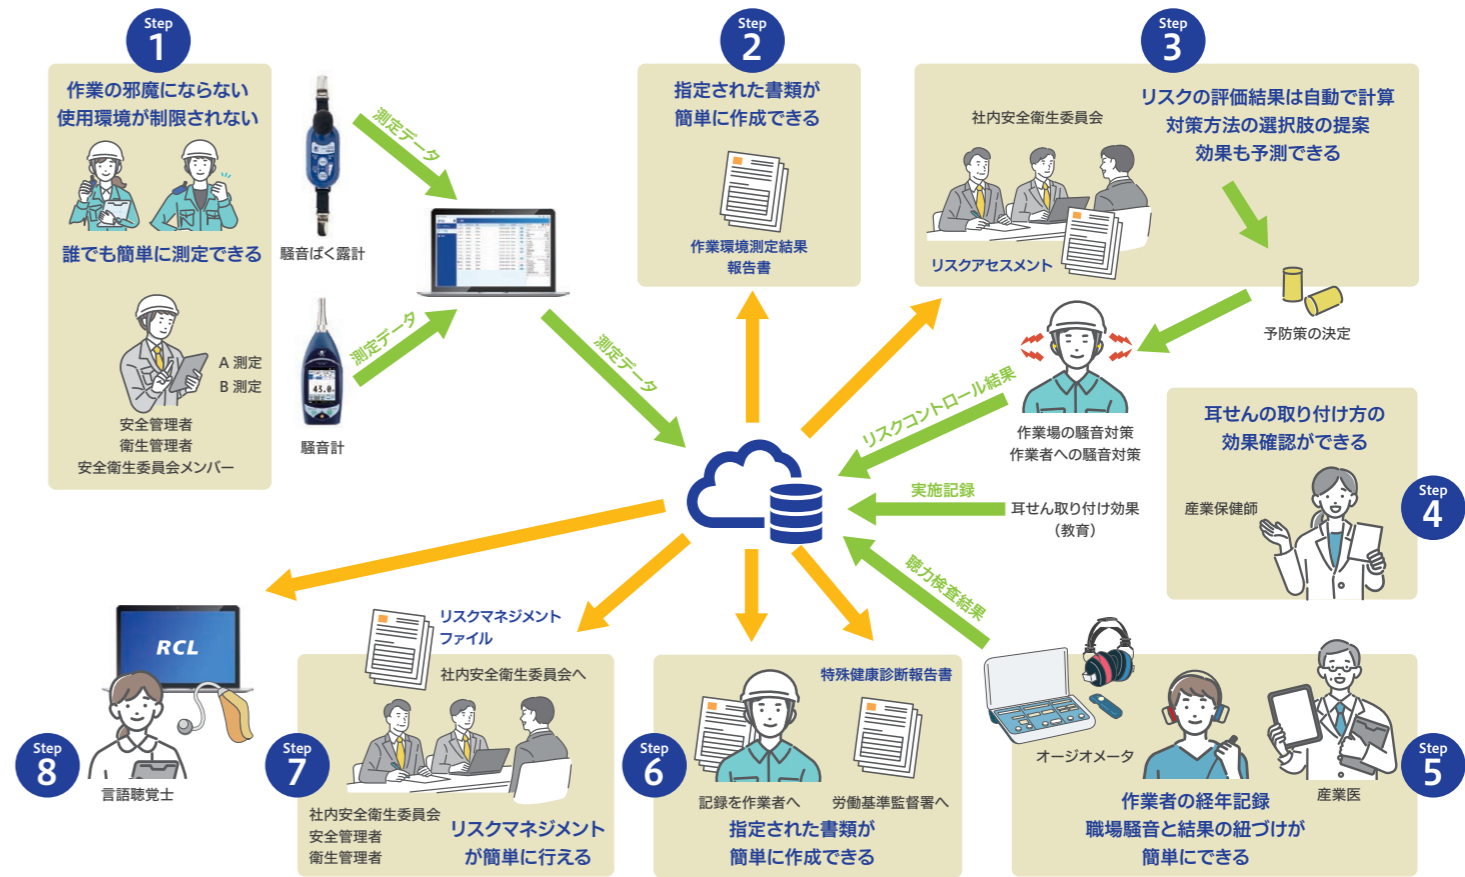 Step
1
作業の邪魔にならない
使用環境が制限されない
誰でも簡単に測定できる
A 測定
B 測定
安全管理者
衛生管理者
安全衛生委員会メンバー
騒音ばく露計
騒音計
測定データ
測定データ
測定データ
Step
2
指定された書類が
簡単に作成できる
作業環境測定結果
報告書
Step
3
社内安全衛生委員会
リスクの評価結果は自動で計算
対策方法の選択肢の提案
効果も予測できる
リスクアセスメント
予防策の決定
作業場の騒音対策
作業者への騒音対策
リスクコントロール結果
実施記録
耳せん取り付け効果
（教育）
聴力検査結果
Step
4
耳せんの取り付け方の
効果確認ができる
産業保健師
Step
5
オージオメータ
産業医
作業者の経年記録
職場騒音と結果の紐づけが
簡単にできる
Step
6
特殊健康診断報告書
記録を作業者へ
労働基準監督署へ
指定された書類が
簡単に作成できる
Step
7
リスクマネジメント
ファイル
社内安全衛生委員会へ
社内安全衛生委員会
安全管理者
衛生管理者
リスクマネジメント
が簡単に行える
Step
8
RCL
言語聴覚士